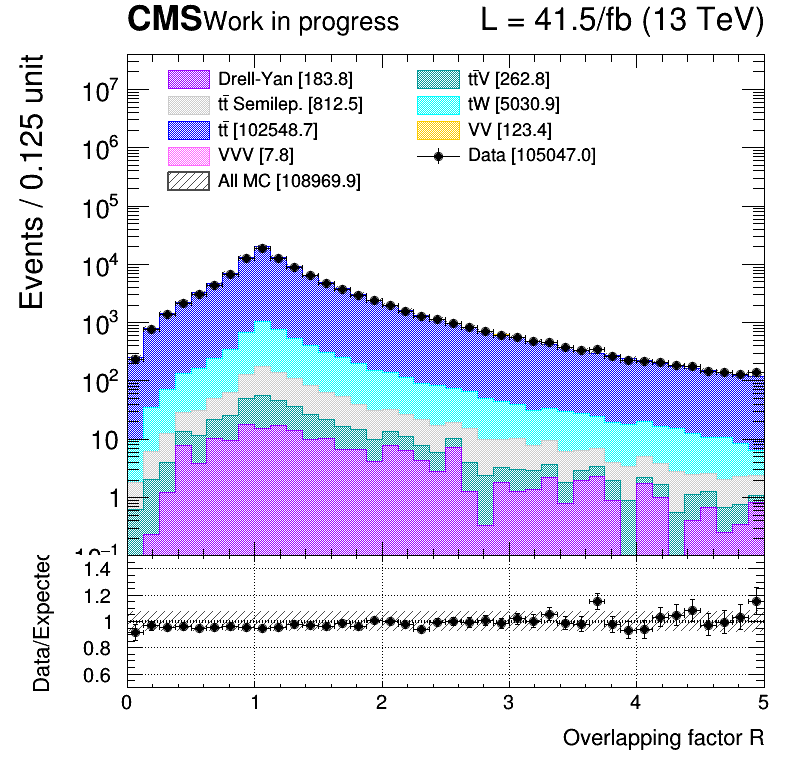 CMS Work in progress L = 41.5/fb (13 TeV)
Events / 0.125 unit
Drell-Yan [183.8] tt̄V [262.8]
tt̄ Semilep. [812.5] tW [5030.9]
tt̄ [102548.7] VV [123.4]
VVV [7.8] Data [105047.0]
All MC [108969.9]
10⁷
10⁶
10⁵
10⁴
10³
10²
10
1
10⁻¹
Data/Expected
1.4
1.2
1
0.8
0.6
0 1 2 3 4 5
Overlapping factor R